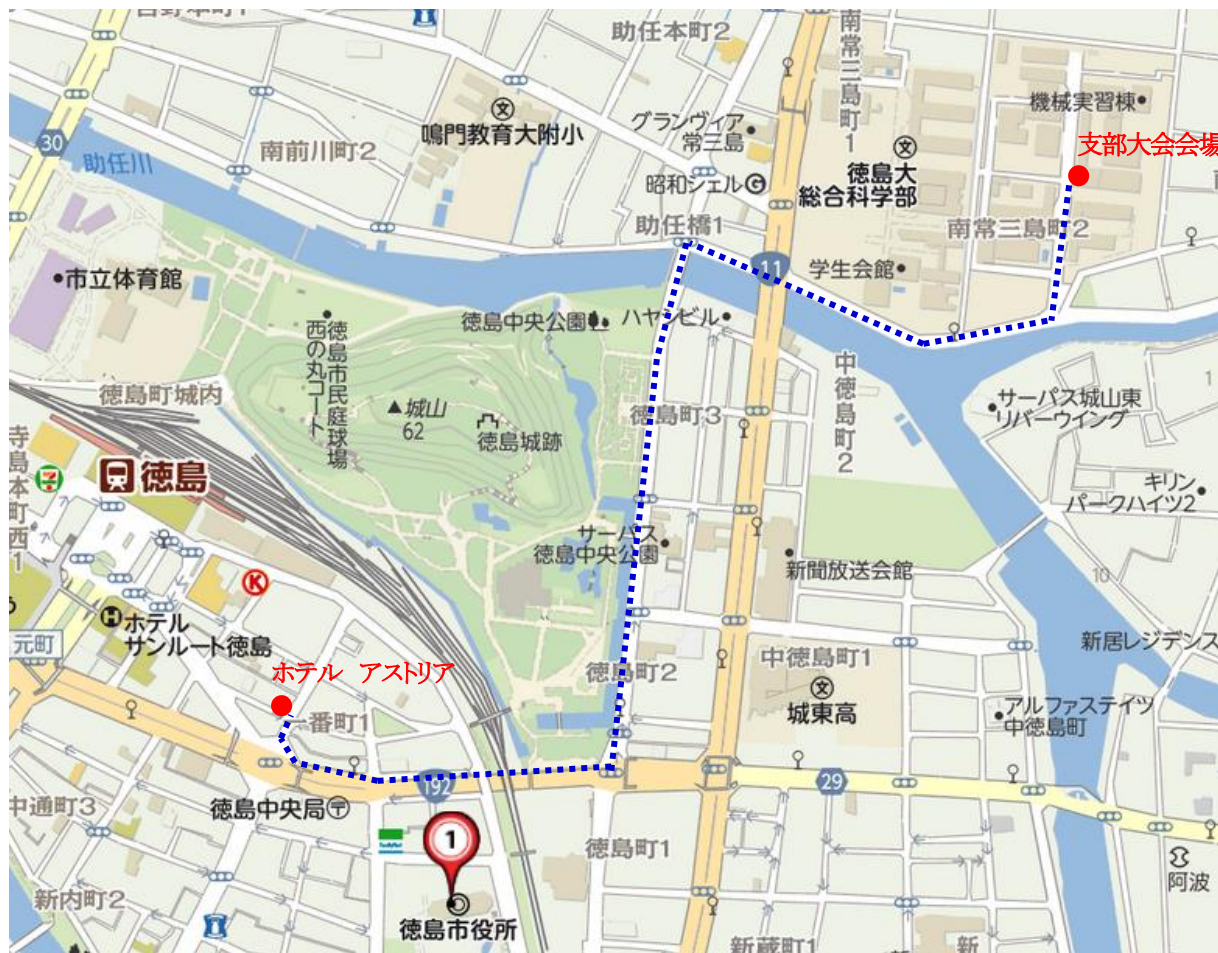 助任本町2
南常三島町1
機械実習棟
30
鳴門教育大附小
グランヴィア
常三島
支部大会会場
南前川町2
助任川
徳島大
総合科学部
昭和シェル
助任橋1
南常三島町2
11
学生会館
市立体育館
徳島中央公園
ハヤシビル
徳島市民庭球場
西の丸コート
中徳島町2
徳島町城内
城山
62
徳島城跡
徳島町3
サーパス城山東
リバーウイング
1
寺島本町西1
徳島
キリン
パークハイツ2
サーパス
徳島中央公園
新聞放送会館
10
K
H
ホテル
サンルート徳島
元町
新居レジデンス
ホテル アストリア
徳島町2
中徳島町1
文
城東高
アルファステイツ
中徳島町
一番町1
192
29
中通町3
徳島中央局
1
FamilyMart
徳島町1
阿波
新内町2
徳島市役所
新蔵町1
新